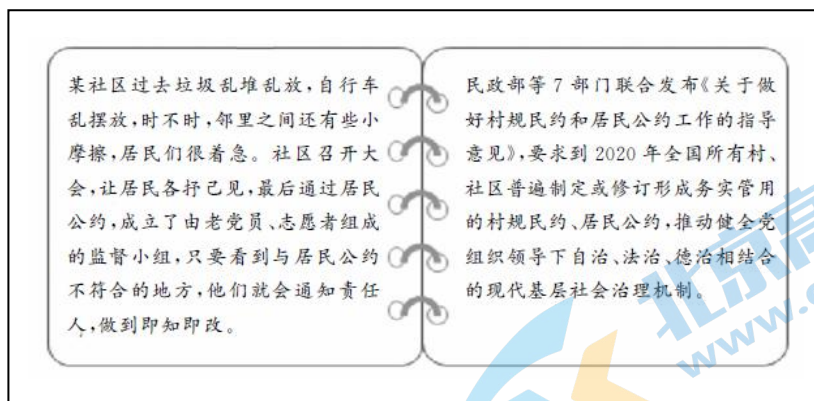 某社区过去垃圾乱堆乱放，自行车
乱摆放，时不时，邻里之间还有些小
摩擦，居民们很着急。社区召开大
会，让居民各抒己见，最后通过居民
公约，成立了由老党员、志愿者组成
的监督小组，只要看到与居民公约
不符合的地方，他们就会通知责任
人，做到即知即改。
民政部等 7 部门联合发布《关于做
好村规民约和居民公约工作的指导
意见》，要求到 2020 年全国所有村、
社区普遍制定或修订形成务实管用
的村规民约、居民公约，推动健全党
组织领导下自治、法治、德治相结合
的现代基层社会治理机制。
北京高
www.